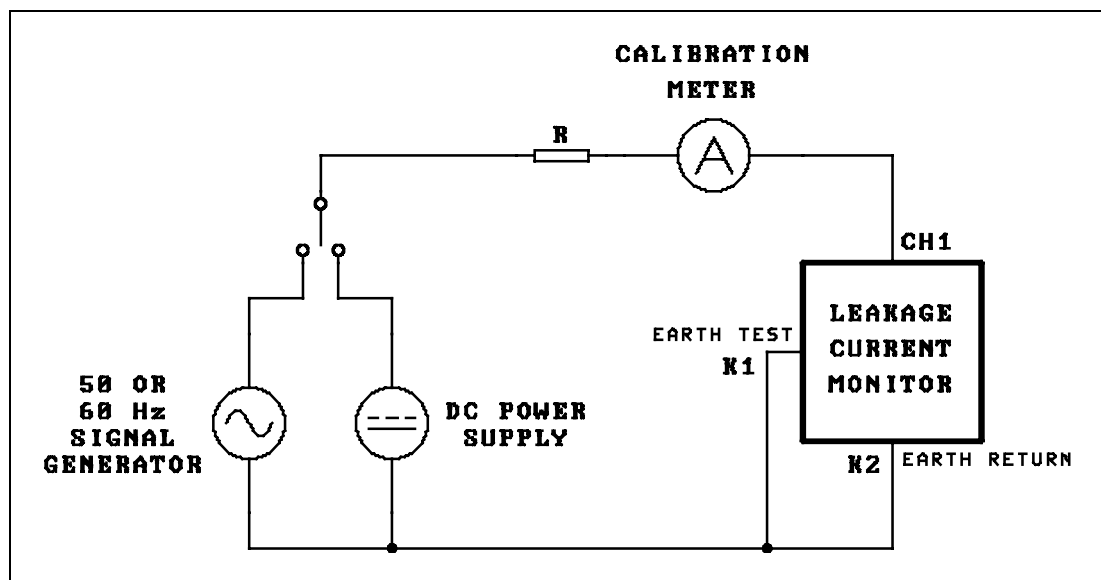 CALIBRATION
METER
R
A
CH1
LEAKAGE
CURRENT
MONITOR
EARTH TEST
K1
50 OR
60 Hz
SIGNAL
GENERATOR
DC POWER
SUPPLY
K2
EARTH RETURN